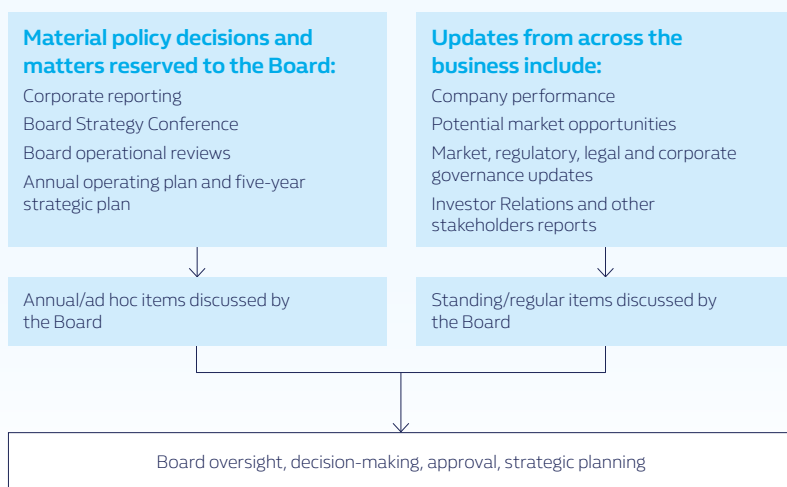 Material policy decisions and
matters reserved to the Board:
Corporate reporting
Board Strategy Conference
Board operational reviews
Annual operating plan and five-year
strategic plan
Updates from across the
business include:
Company performance
Potential market opportunities
Market, regulatory, legal and corporate
governance updates
Investor Relations and other
stakeholders reports
Annual/ad hoc items discussed by
the Board
Standing/regular items discussed by
the Board
Board oversight, decision-making, approval, strategic planning